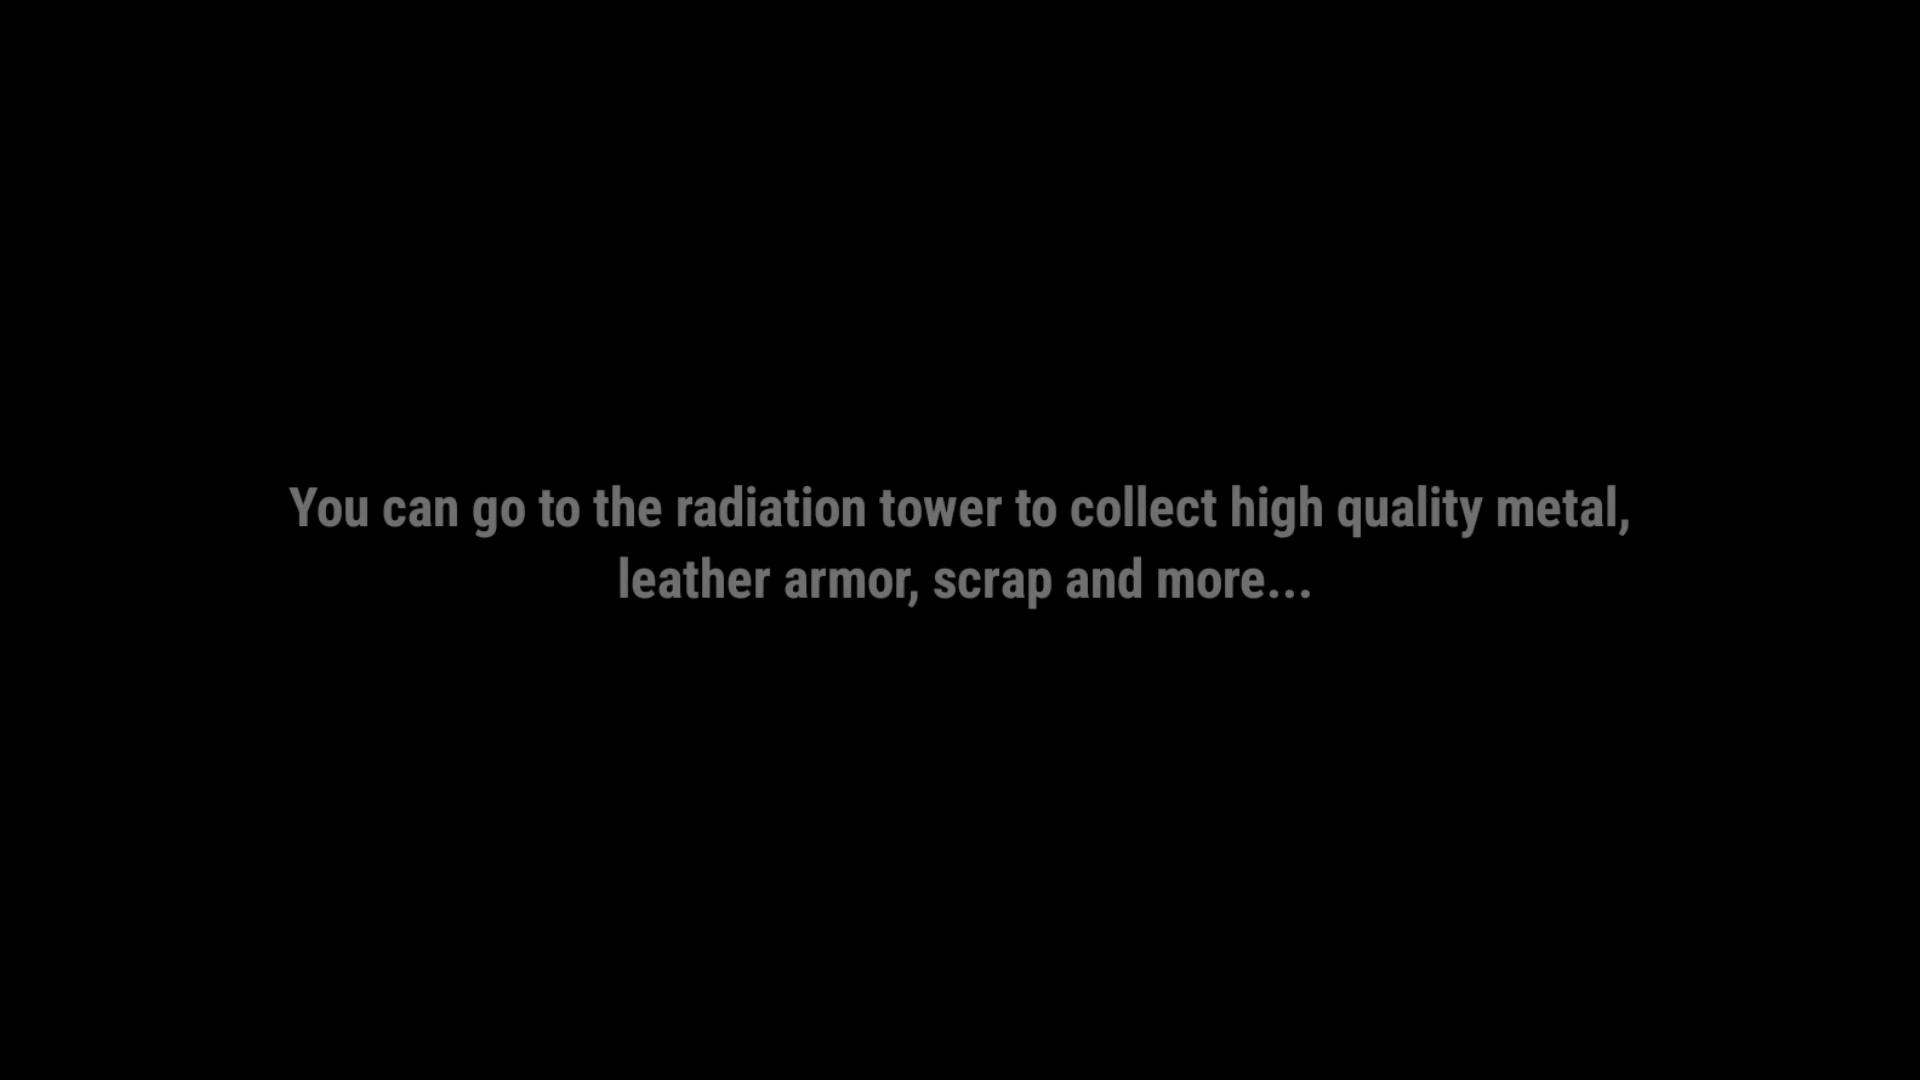 You can go to the radiation tower to collect high quality metal,
leather armor, scrap and more...